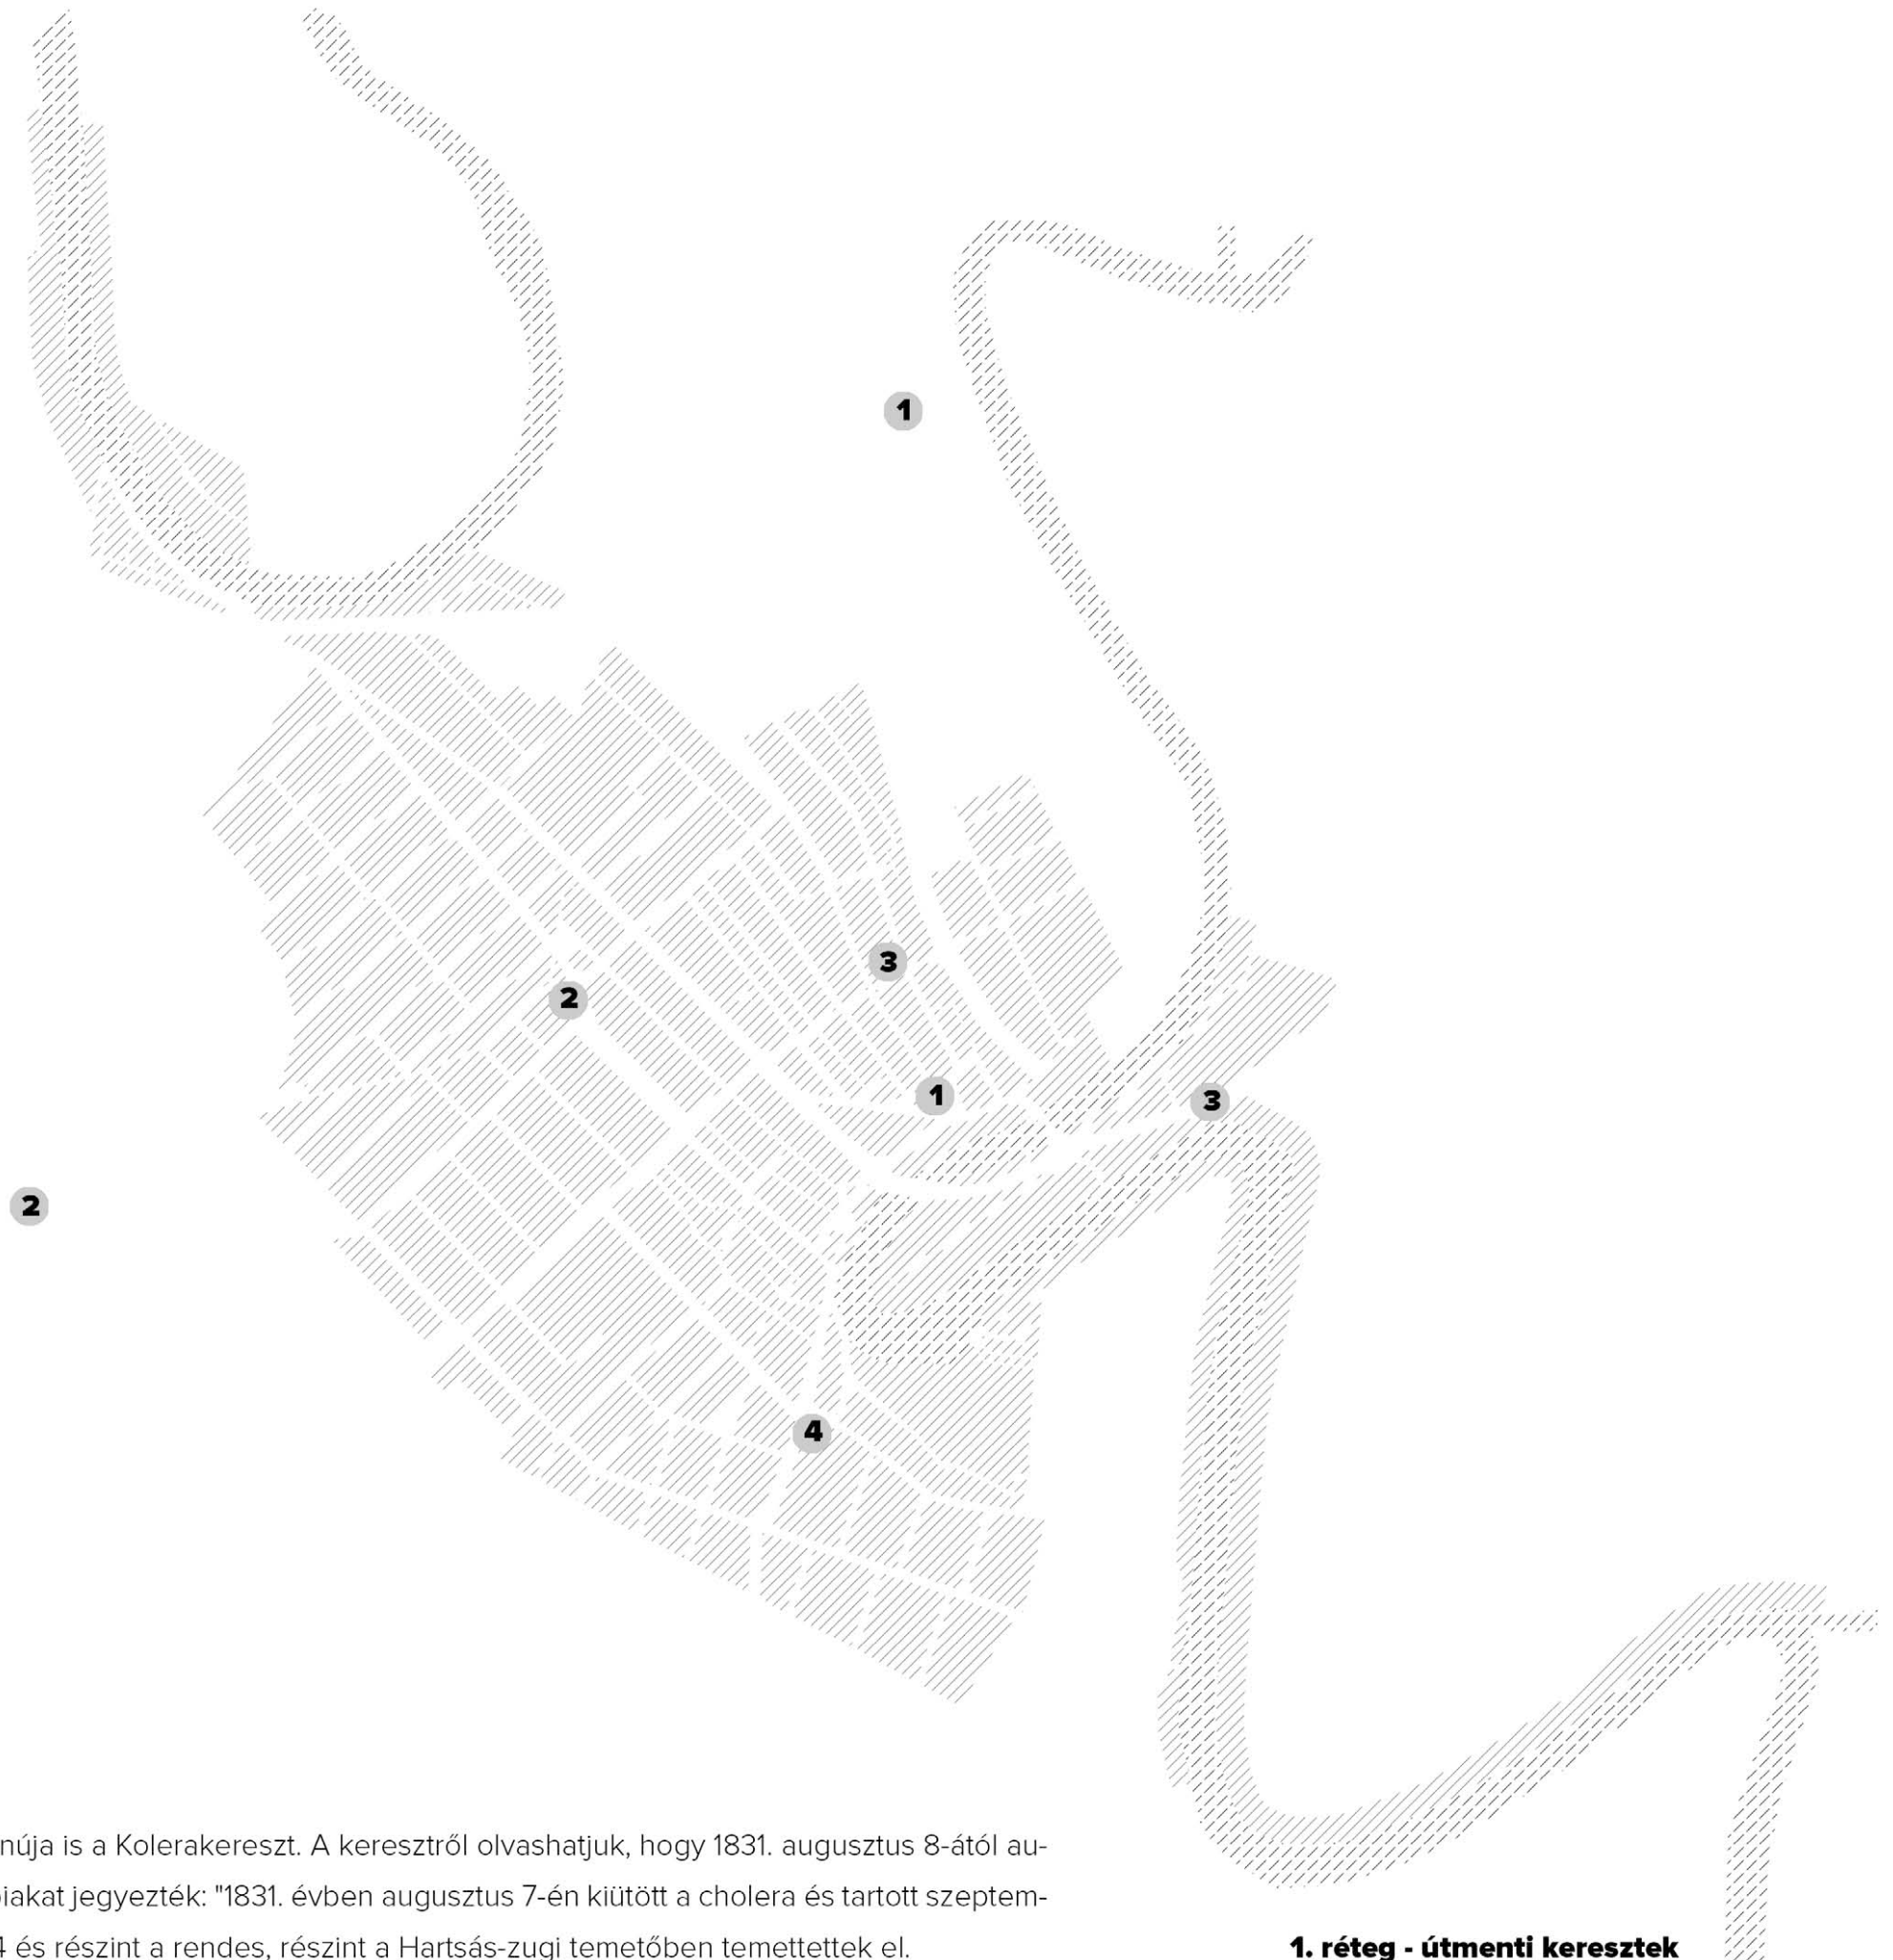 1
3
2
1
3
2
4
núja is a Kolerakereszt. A keresztről olvashatjuk, hogy 1831. augusztus 8-ától au-
jegyezték: "1831. évben augusztus 7-én kiütött a cholera és tartott szeptem-
és részint a rendes, részint a Hartsás-zugi temetőben temettettek el.
1. réteg - útmenti keresztek